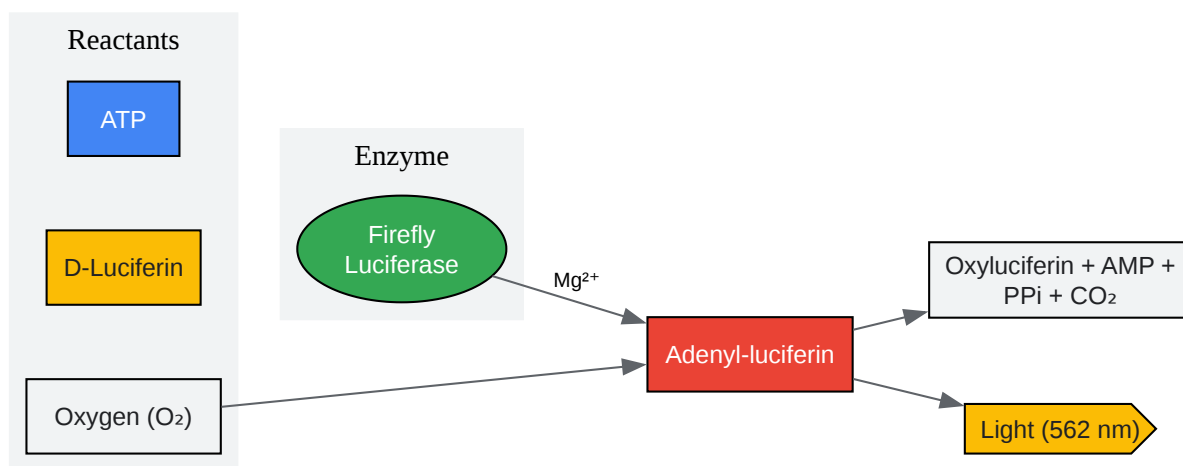 Reactants
ATP
D-Luciferin
Oxygen (O₂)
Enzyme
Firefly
Luciferase
Mg²⁺
Adenyl-luciferin
Oxyluciferin + AMP +
PPi + CO₂
Light (562 nm)